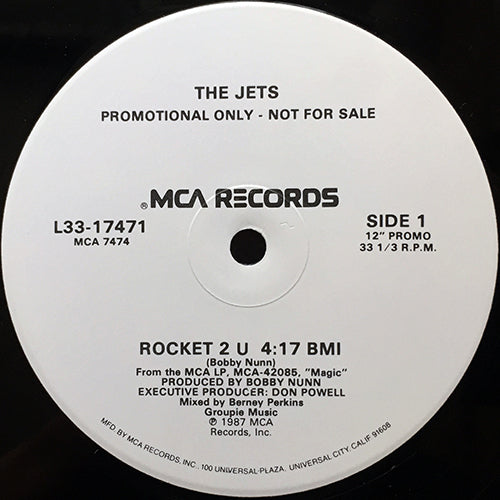 THE JETS
PROMOTIONAL ONLY - NOT FOR SALE
® MCA RECORDS
L33-17471
MCA 7474
SIDE 1
12" PROMO
33 1/3 R.P.M.
ROCKET 2 U 4:17 BMI
(Bobby Nunn)
From the MCA LP, MCA-42085, "Magic"
PRODUCED BY BOBBY NUNN
EXECUTIVE PRODUCER: DON POWELL
Mixed by Berney Perkins
Groupie Music
℗ 1987 MCA
Records, Inc.
MFD. BY MCA RECORDS, INC., 100 UNIVERSAL-PLAZA, UNIVERSAL CITY, CALIF 91608